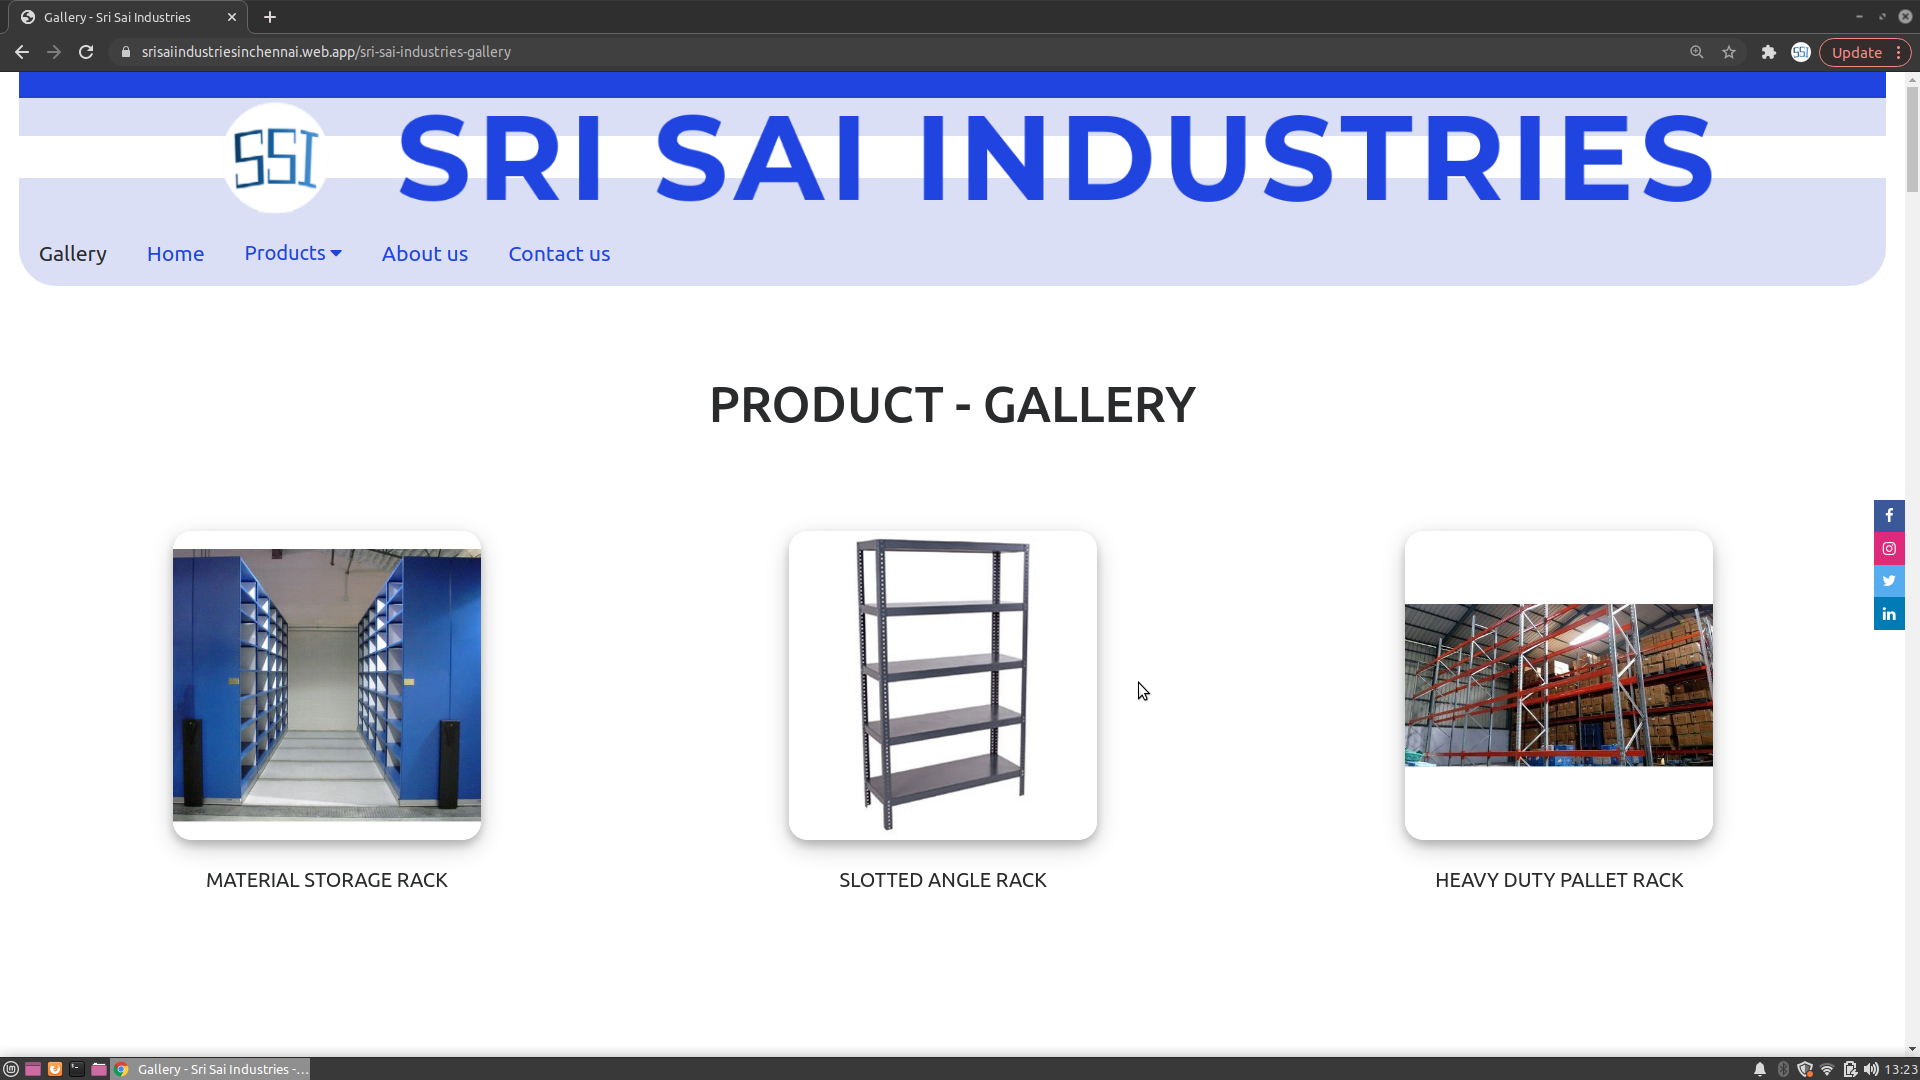 Gallery - Sri Sai Industries
srisaiindustriesinchennai.web.app/sri-sai-industries-gallery
SSI
Update
SSI
SRI SAI INDUSTRIES
Gallery
Home
Products
About us
Contact us
PRODUCT - GALLERY
MATERIAL STORAGE RACK
SLOTTED ANGLE RACK
HEAVY DUTY PALLET RACK
Gallery - Sri Sai Industries -...
13:23